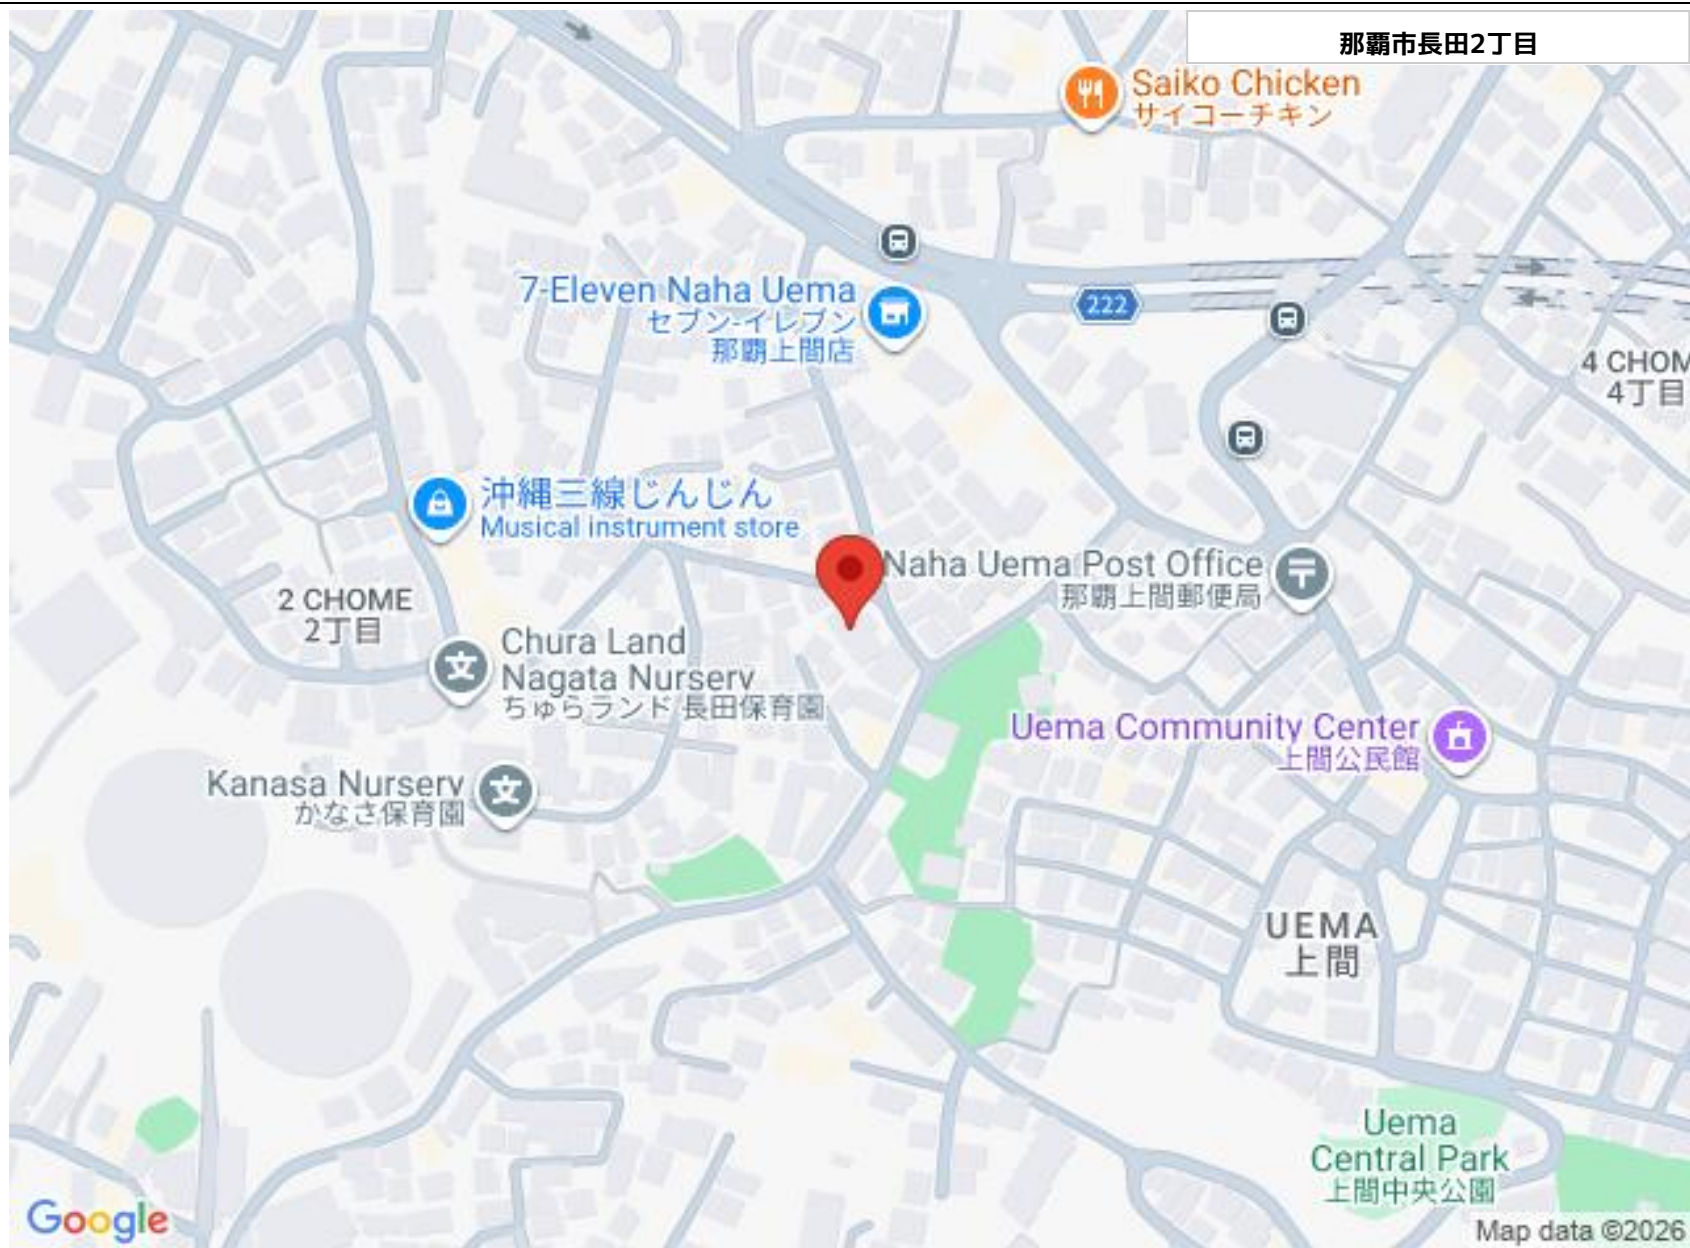 那覇市長田2丁目
Saiko Chicken
サイコーチキン
7-Eleven Naha Uema
セブン-イレブン
那覇上間店
222
4 CHOM
4丁目
沖縄三線じんじん
Musical instrument store
Naha Uema Post Office
那覇上間郵便局
2 CHOME
2丁目
Chura Land
Nagata Nursery
ちゅらランド 長田保育園
Uema Community Center
上間公民館
Kanasa Nursery
かなさ保育園
UEMA
上間
Uema
Central Park
上間中央公園
Google
Map data ©2026